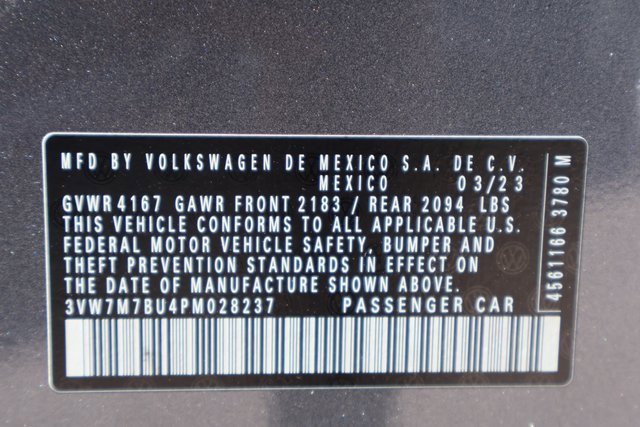 MFD BY VOLKSWAGEN DE MEXICO S.A. DE C.V.
MEXICO 03/23
GVWR 4167 GAWR FRONT 2183 / REAR 2094 LBS
THIS VEHICLE CONFORMS TO ALL APPLICABLE U.S.
FEDERAL MOTOR VEHICLE SAFETY, BUMPER AND
THEFT PREVENTION STANDARDS IN EFFECT ON
THE DATE OF MANUFACTURE SHOWN ABOVE.
3VW7M7BU4PM028237 PASSENGER CAR
4561166 3780 M